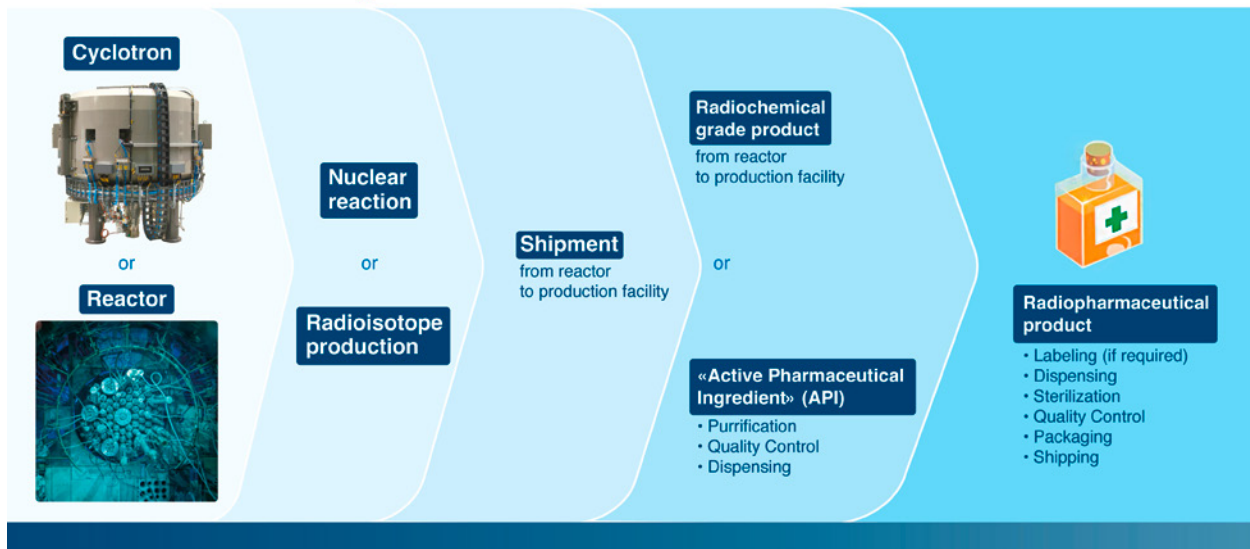 Cyclotron
or
Reactor
Nuclear
reaction
or
Radioisotope
production
Shipment
from reactor
to production facility
Radiochemical
grade product
from reactor
to production facility
or
«Active Pharmaceutical
Ingredient» (API)
• Purrification
• Quality Control
• Dispensing
Radiopharmaceutical
product
• Labeling (if required)
• Dispensing
• Sterilization
• Quality Control
• Packaging
• Shipping